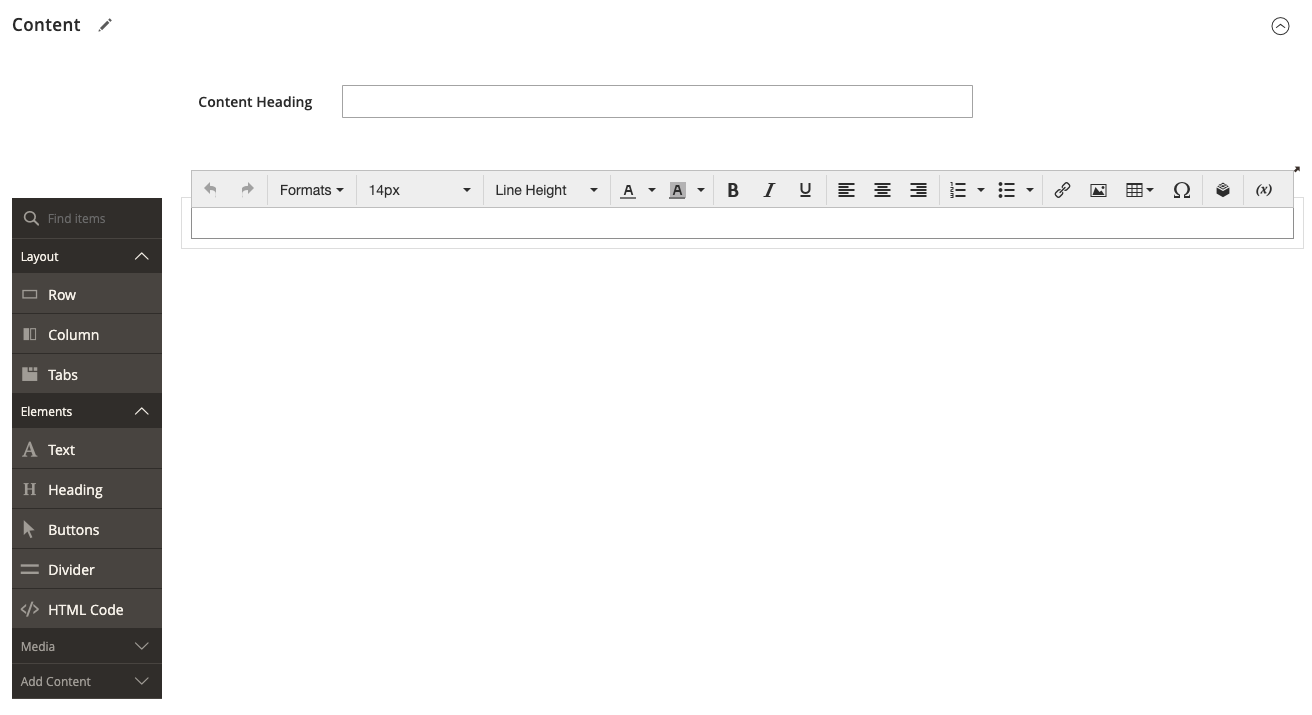 Content
Content Heading
Formats 14px Line Height A A B I U (x)
Find items
Layout
Row
Column
Tabs
Elements
A Text
H Heading
Buttons
Divider
</> HTML Code
Media
Add Content